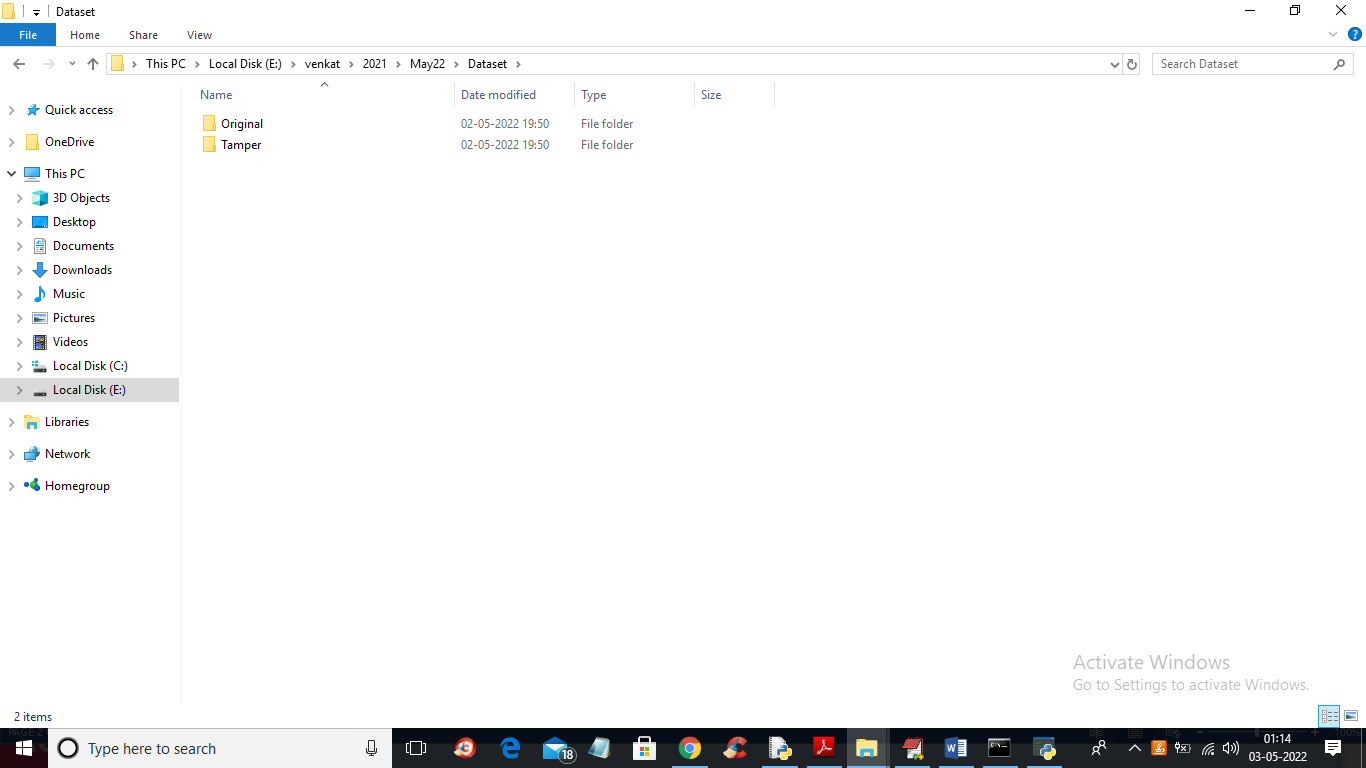 Dataset
File Home Share View
This PC Local Disk (E:) venkat 2021 May22 Dataset
Search Dataset
Name Date modified Type Size
Original 02-05-2022 19:50 File folder
Tamper 02-05-2022 19:50 File folder
Quick access
OneDrive
This PC
3D Objects
Desktop
Documents
Downloads
Music
Pictures
Videos
Local Disk (C:)
Local Disk (E:)
Libraries
Network
Homegroup
Activate Windows
Go to Settings to activate Windows.
2 items
PAGE 2
100%
Type here to search
18
01:14
03-05-2022